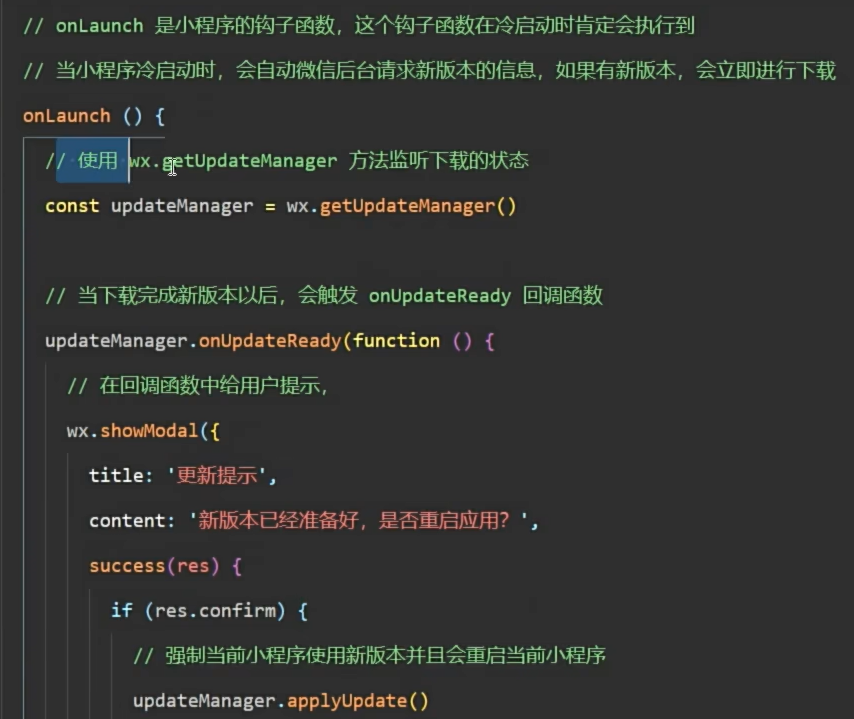 // onLaunch 是小程序的钩子函数，这个钩子函数在冷启动时肯定会执行到
// 当小程序冷启动时，会自动微信后台请求新版本的信息，如果有新版本，会立即进行下载
onLaunch () {
// 使用 wx.getUpdateManager 方法监听下载的状态
const updateManager = wx.getUpdateManager()
// 当下载完成新版本以后，会触发 onUpdateReady 回调函数
updateManager.onUpdateReady(function () {
// 在回调函数中给用户提示，
wx.showModal({
title: '更新提示',
content: '新版本已经准备好，是否重启应用？',
success(res) {
if (res.confirm) {
// 强制当前小程序使用新版本并且会重启当前小程序
updateManager.applyUpdate()